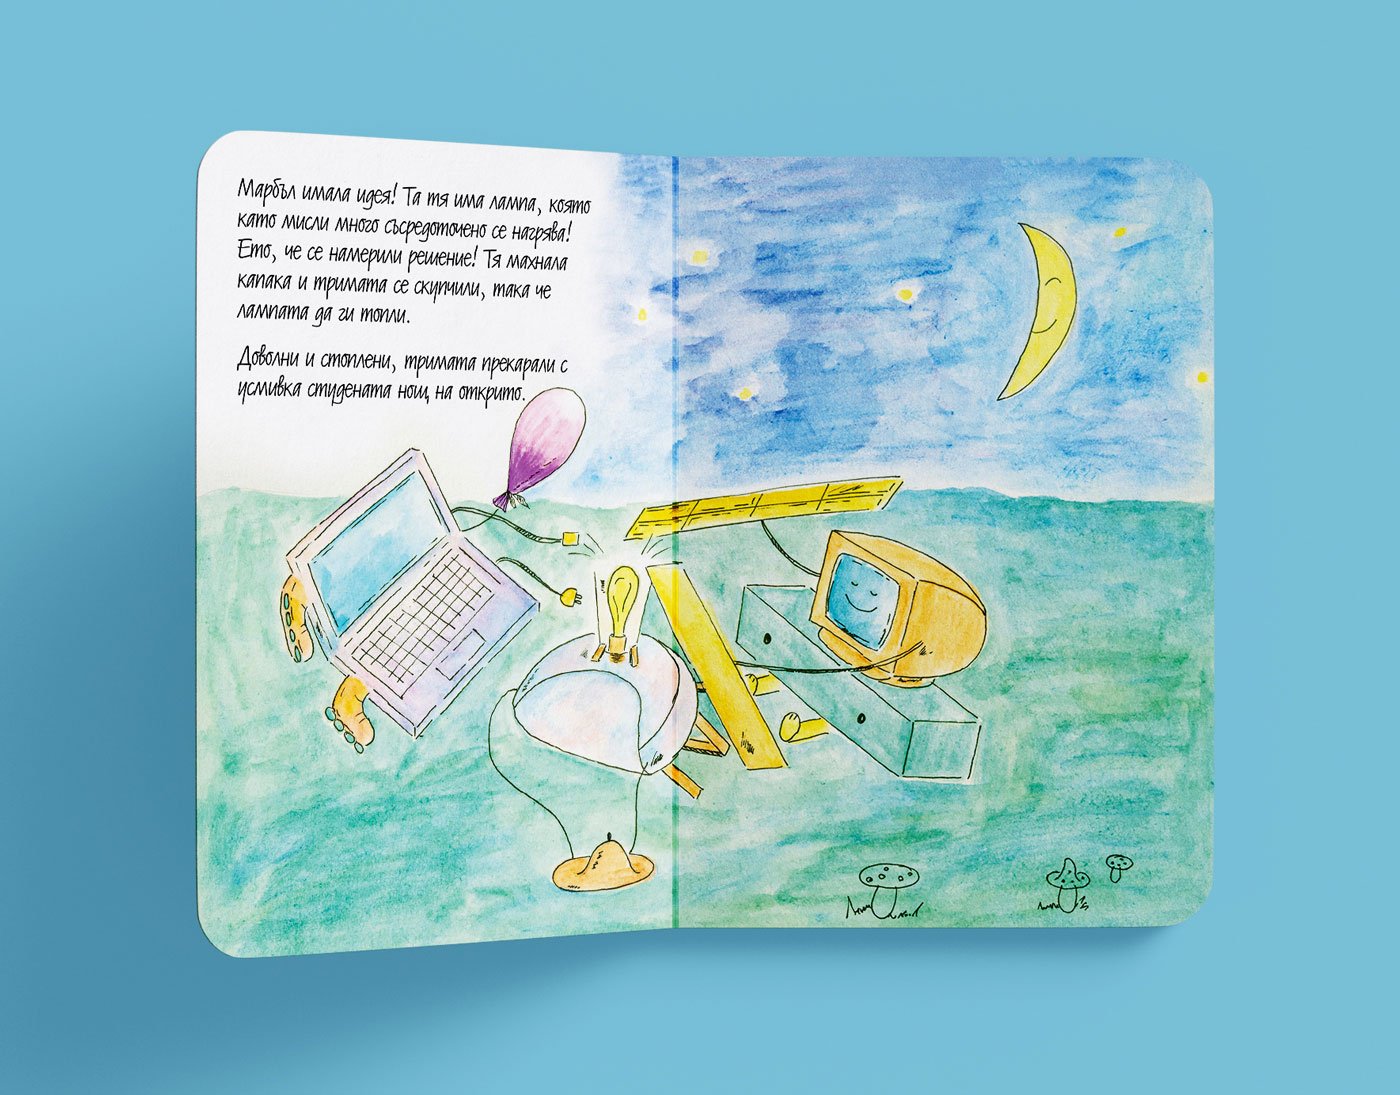 Марбъл имала идея! Та тя има лампа, която
като мисли много съсредоточено се нагрява!
Ето, че се намерили решение! Тя махнала
капака и тримата се скупчили, така че
лампата да ги топли.
Доволни и стоплени, тримата прекарали с
усмивка студената нощ на открито.